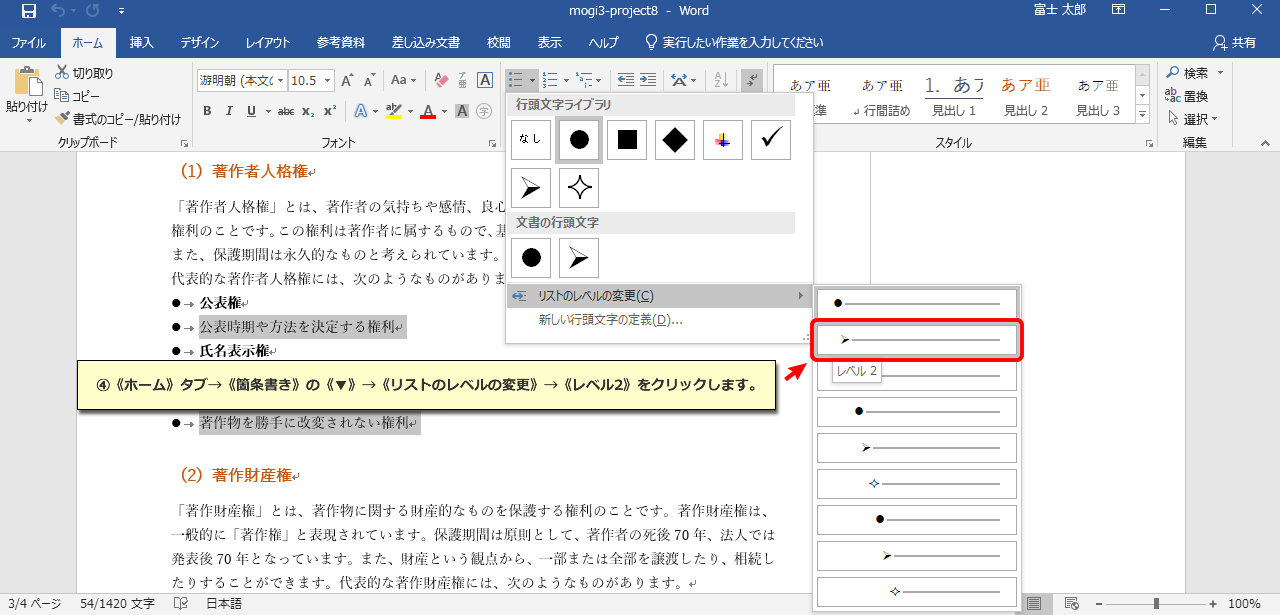 mogi3-project8 - Word
富士 太郎
ファイル
ホーム
挿入
デザイン
レイアウト
参考資料
差し込み文書
校閲
表示
ヘルプ
実行したい作業を入力してください
共有
貼り付け
切り取り
コピー
書式のコピー/貼り付け
クリップボード
游明朝 (本文の
10.5
フォント
あア亜
準
あア亜
↲ 行間詰め
1. あう
見出し 1
あア亜
見出し 2
あア亜
見出し 3
スタイル
検索
置換
選択
編集
行頭文字ライブラリ
なし
文書の行頭文字
リストのレベルの変更(C)
新しい行頭文字の定義(D)...
レベル 2
(1) 著作者人格権
「著作者人格権」とは、著作者の気持ちや感情、良心
権利のことです。この権利は著作者に属するもので、基
また、保護期間は永久的なものと考えられています。
代表的な著作者人格権には、次のようなものがありま
● → 公表権
● → 公表時期や方法を決定する権利
● → 氏名表示権
④《ホーム》タブ→《箇条書き》の《▼》→《リストのレベルの変更》→《レベル2》をクリックします。
● → 著作物を勝手に改変されない権利
(2) 著作財産権
「著作財産権」とは、著作物に関する財産的なものを保護する権利のことです。著作財産権は、
一般的に「著作権」と表現されています。保護期間は原則として、著作者の死後 70 年、法人では
発表後 70 年となっています。また、財産という観点から、一部または全部を譲渡したり、相続し
たりすることができます。代表的な著作財産権には、次のようなものがあります。
3/4 ページ
54/1420 文字
日本語
100%